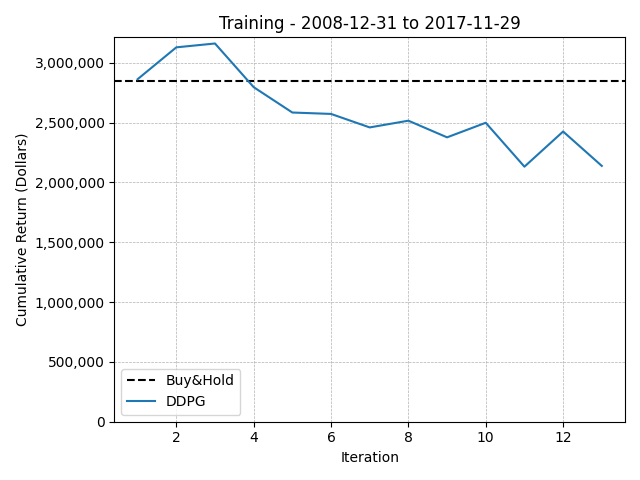 Training - 2008-12-31 to 2017-11-29
Cumulative Return (Dollars)
3,000,000
2,500,000
2,000,000
1,500,000
1,000,000
500,000
0
Buy&Hold
DDPG
2 4 6 8 10 12
Iteration